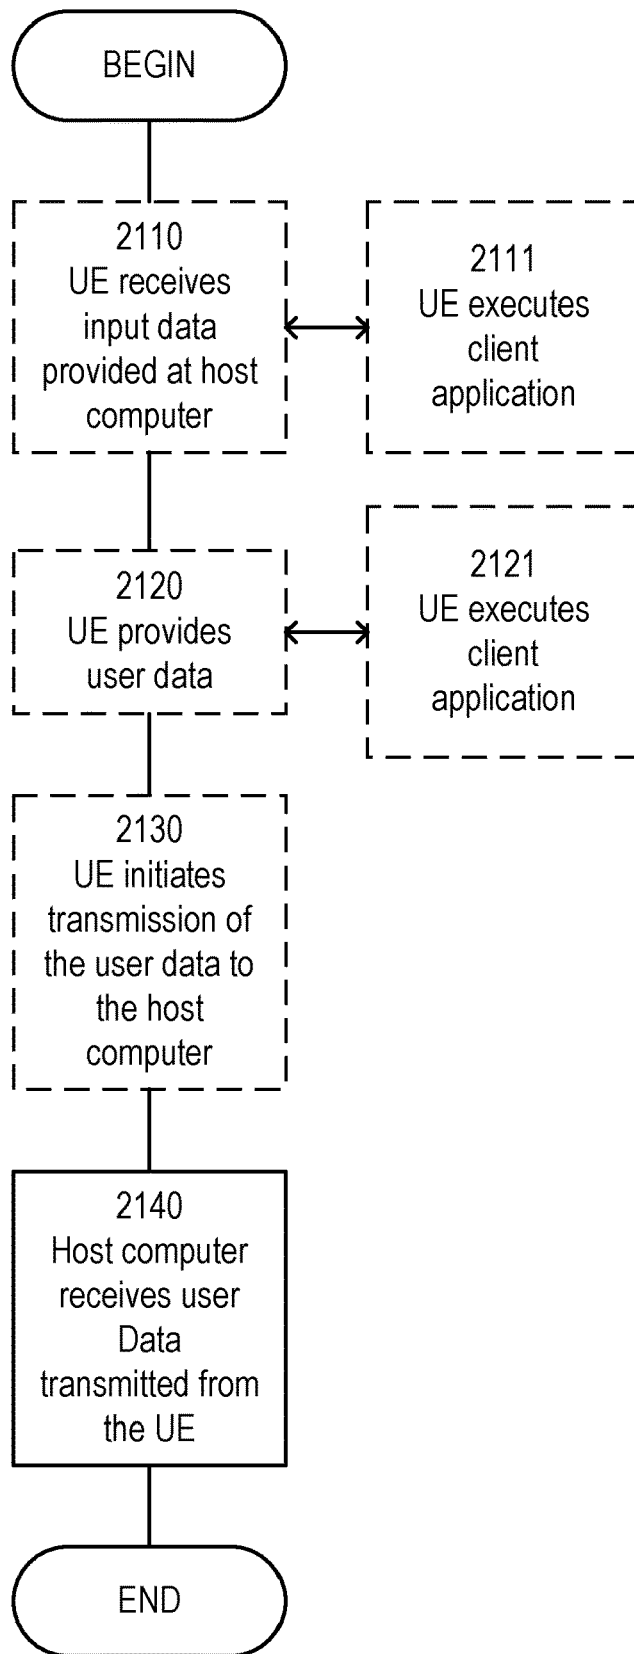 BEGIN
2110
UE receives
input data
provided at host
computer
2111
UE executes
client
application
2120
UE provides
user data
2121
UE executes
client
application
2130
UE initiates
transmission of
the user data to
the host
computer
2140
Host computer
receives user
Data
transmitted from
the UE
END